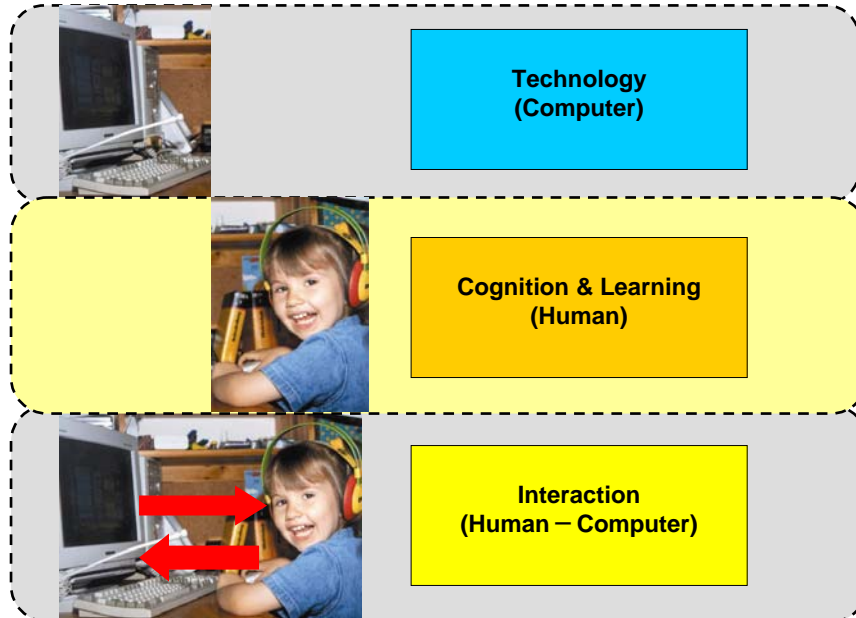 Technology
(Computer)
Cognition & Learning
(Human)
Interaction
(Human – Computer)